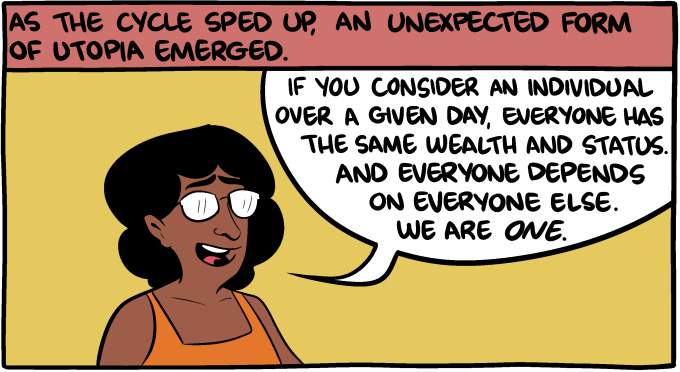 AS THE CYCLE SPED UP, AN UNEXPECTED FORM
OF UTOPIA EMERGED.
IF YOU CONSIDER AN INDIVIDUAL
OVER A GIVEN DAY, EVERYONE HAS
THE SAME WEALTH AND STATUS.
AND EVERYONE DEPENDS
ON EVERYONE ELSE.
WE ARE ONE.